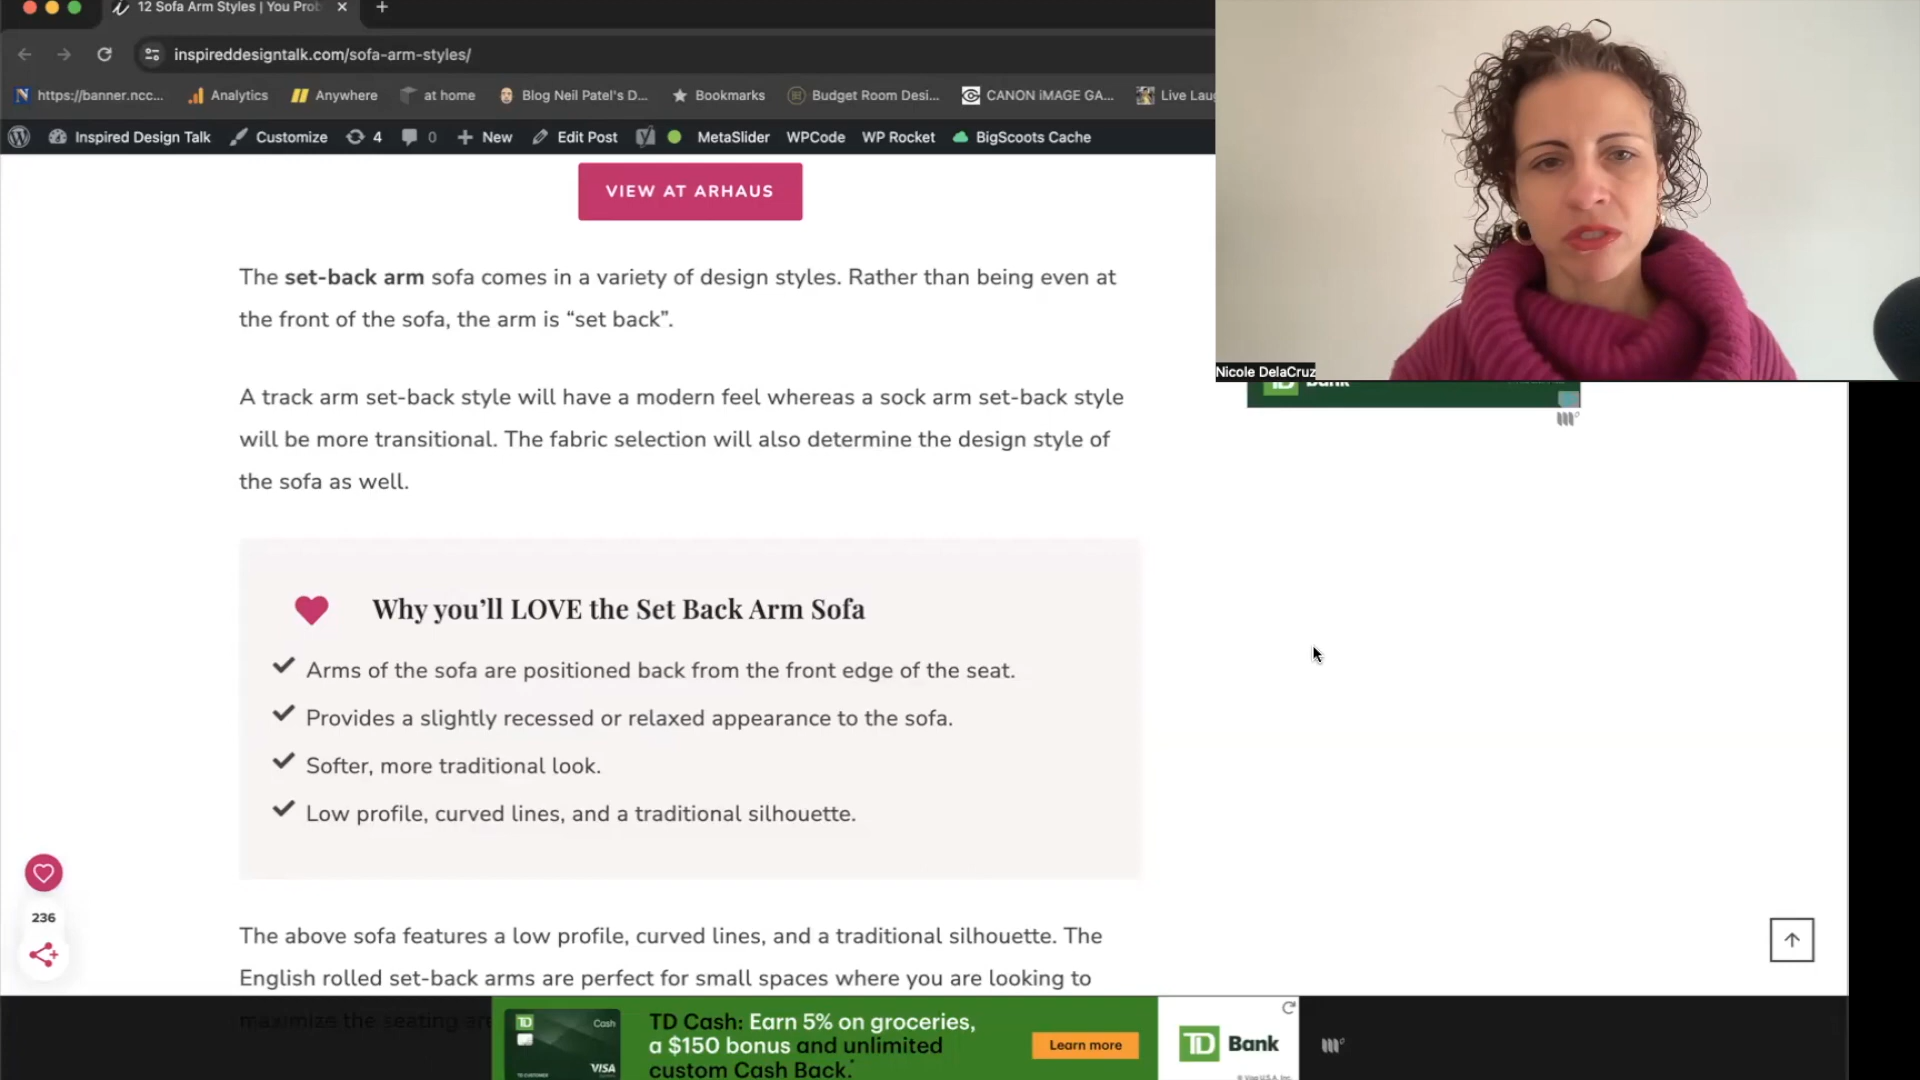 12 Sofa Arm Styles | You Prob
inspireddesigntalk.com/sofa-arm-styles/
https://banner.ncc...
Analytics
Anywhere
at home
Blog Neil Patel's D...
Bookmarks
Budget Room Desi...
CANON iMAGE GA...
Live Lau
Inspired Design Talk
Customize
4
0
New
Edit Post
MetaSlider
WPCode
WP Rocket
BigScoots Cache
VIEW AT ARHAUS
The set-back arm sofa comes in a variety of design styles. Rather than being even at
the front of the sofa, the arm is “set back”.
Nicole DelaCruz
TD Bank
A track arm set-back style will have a modern feel whereas a sock arm set-back style
will be more transitional. The fabric selection will also determine the design style of
the sofa as well.
Why you’ll LOVE the Set Back Arm Sofa
Arms of the sofa are positioned back from the front edge of the seat.
Provides a slightly recessed or relaxed appearance to the sofa.
Softer, more traditional look.
Low profile, curved lines, and a traditional silhouette.
236
The above sofa features a low profile, curved lines, and a traditional silhouette. The
English rolled set-back arms are perfect for small spaces where you are looking to
maximize the seating are
TD
Cash
VISA
TD Cash: Earn 5% on groceries,
a $150 bonus and unlimited
custom Cash Back.
Learn more
TD Bank